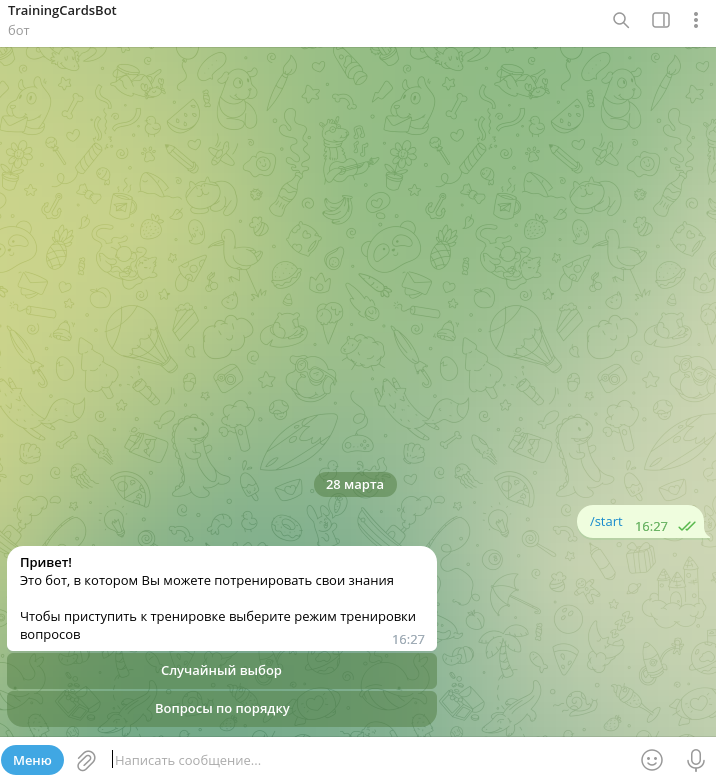 TrainingCardsBot
бот
28 марта
/start 16:27
Привет!
Это бот, в котором Вы можете потренировать свои знания
Чтобы приступить к тренировке выберите режим тренировки
вопросов
16:27
Случайный выбор
Вопросы по порядку
Меню
Написать сообщение...